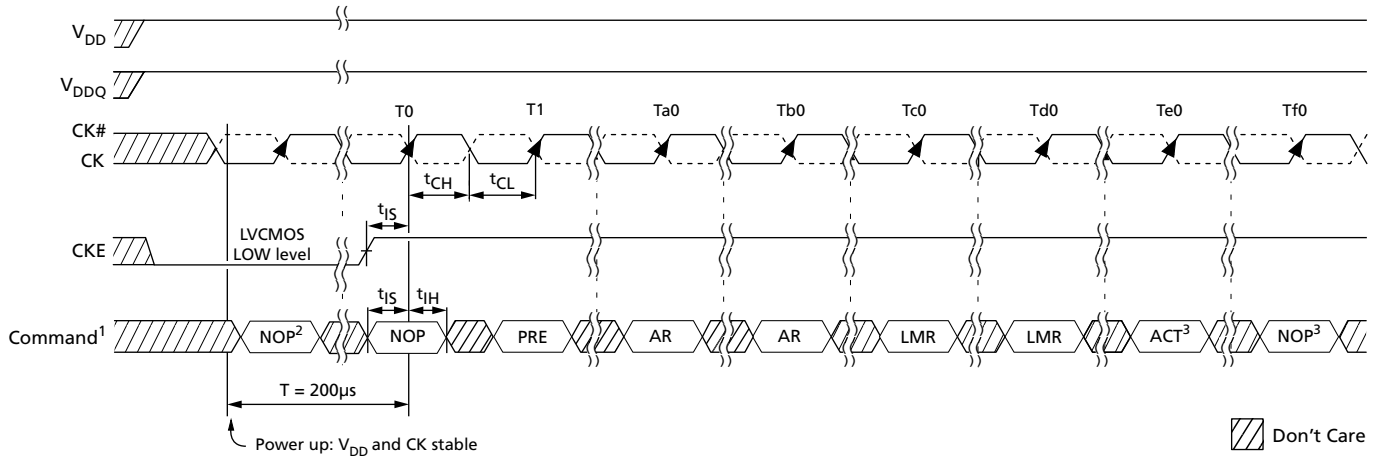 VDD
VDDQ
T0 T1 Ta0 Tb0 Tc0 Td0 Te0 Tf0
CK#
CK
tCH tCL
tIS
LVCMOS
LOW level
CKE
tIS tIH
Command1 NOP2 NOP PRE AR AR LMR LMR ACT3 NOP3
T = 200µs
Power up: VDD and CK stable
Don't Care